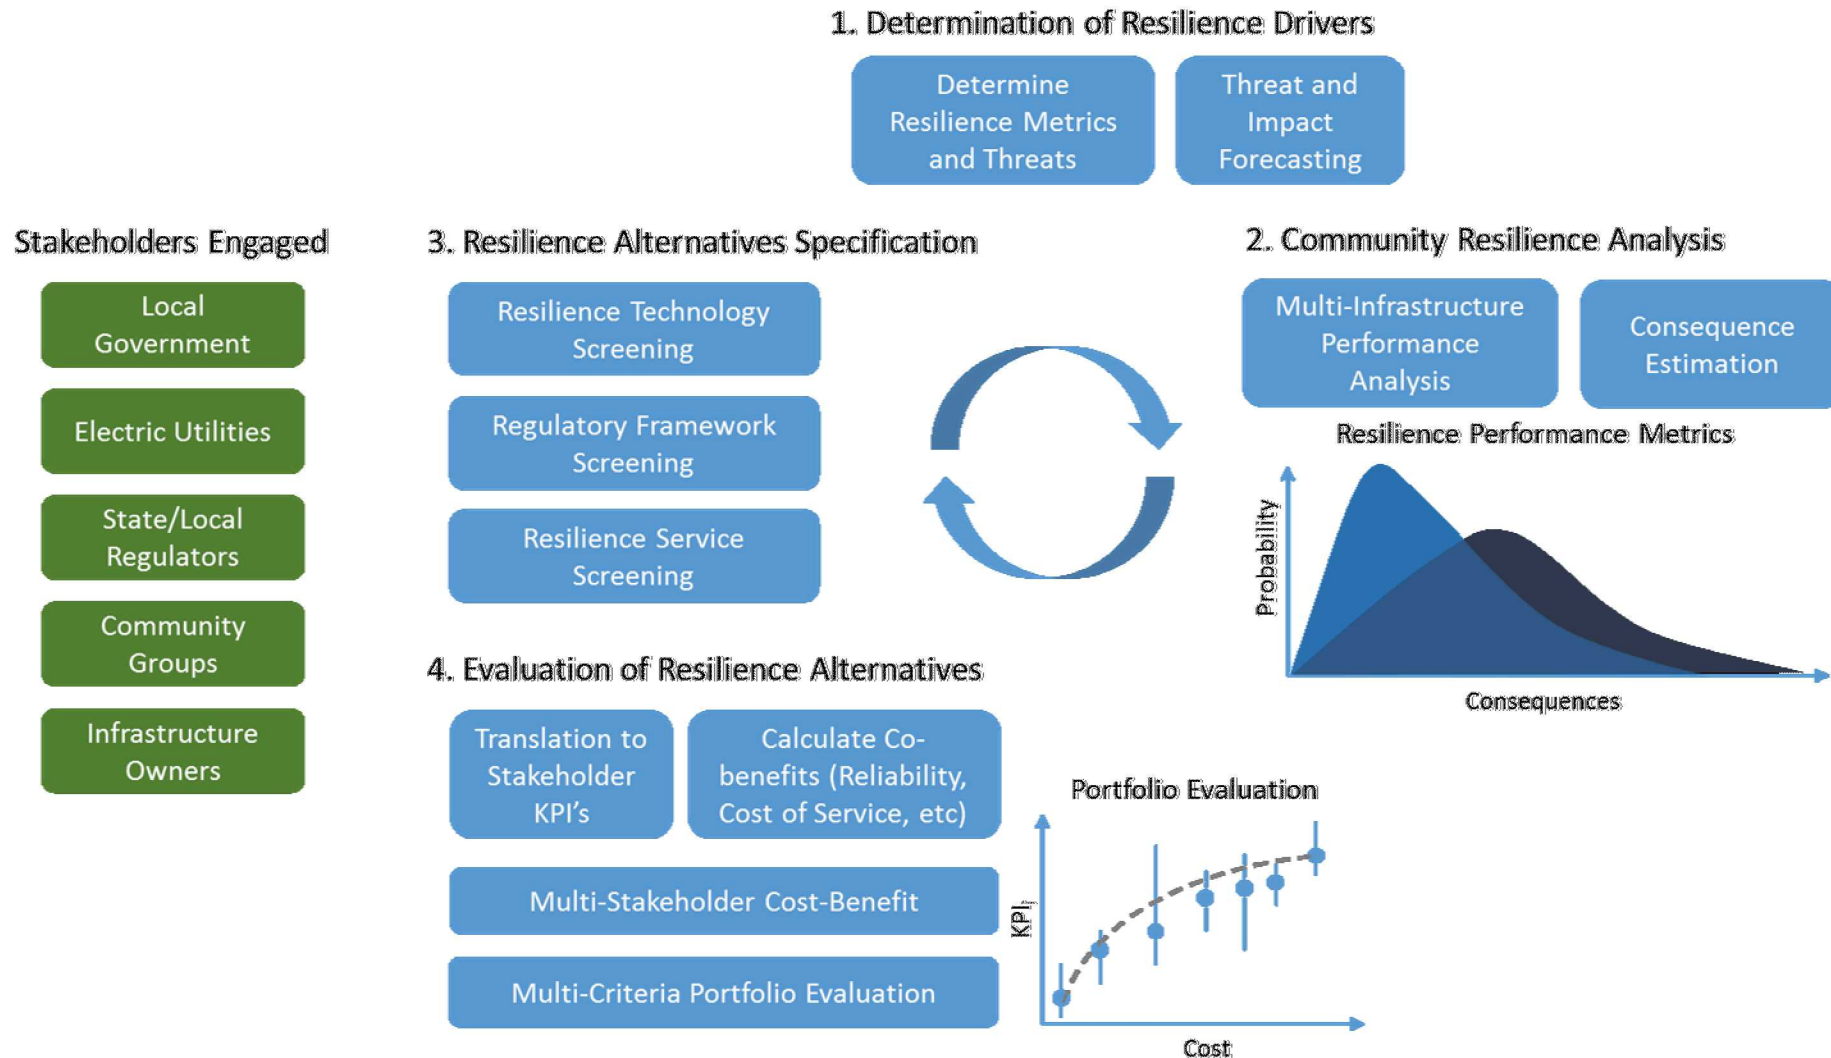 1. Determination of Resilience Drivers
Determine
Resilience Metrics
and Threats
Threat and
Impact
Forecasting
Stakeholders Engaged
Local
Government
Electric Utilities
State/Local
Regulators
Community
Groups
Infrastructure
Owners
3. Resilience Alternatives Specification
Resilience Technology
Screening
Regulatory Framework
Screening
Resilience Service
Screening
2. Community Resilience Analysis
Multi-Infrastructure
Performance
Analysis
Consequence
Estimation
Resilience Performance Metrics
Probability
Consequences
4. Evaluation of Resilience Alternatives
Translation to
Stakeholder
KPI's
Calculate Co-
benefits (Reliability,
Cost of Service, etc)
Multi-Stakeholder Cost-Benefit
Multi-Criteria Portfolio Evaluation
Portfolio Evaluation
KPI
Cost